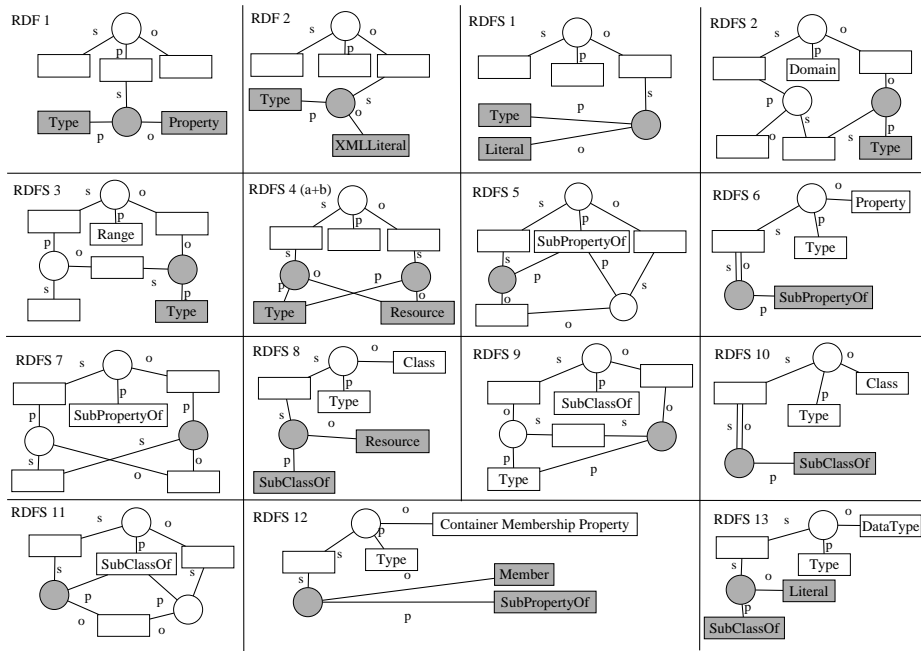 RDF 1
s
o
p
s
Type
p
o
Property
RDF 2
s
o
p
Type
s
p
o
XMLLiteral
RDFS 1
s
o
p
s
Type
p
Literal
o
RDFS 2
s
o
p
Domain
p
o
o
s
s
p
Type
RDFS 3
s
o
p
Range
p
o
o
s
s
p
Type
RDFS 4 (a+b)
s
o
p
s
s
p
o
p
o
Type
Resource
RDFS 5
s
o
p
SubPropertyOf
s
p
p
s
o
o
RDFS 6
o
Property
s
p
Type
s
o
p
SubPropertyOf
RDFS 7
s
o
p
SubPropertyOf
p
p
s
s
o
o
RDFS 8
s
o
Class
p
Type
s
o
Resource
p
SubClassOf
RDFS 9
s
o
p
SubClassOf
o
o
s
s
p
p
Type
RDFS 10
o
s
Class
p
Type
s
o
p
SubClassOf
RDFS 11
s
o
p
SubClassOf
s
s
p
p
o
o
RDFS 12
o
Container Membership Property
s
p
Type
s
o
Member
SubPropertyOf
p
RDFS 13
s
o
DataType
p
Type
s
o
Literal
p
SubClassOf